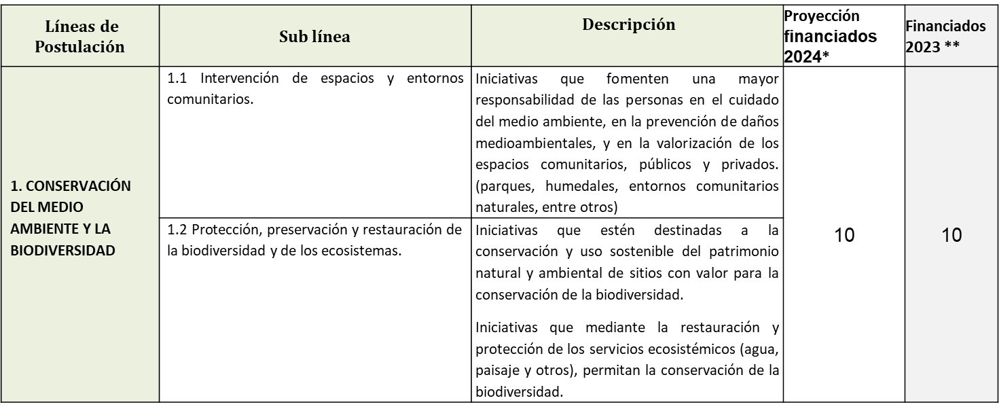 Líneas de
Postulación
Sub línea
Descripción
Proyección
financiados
2024*
Financiados
2023 **
1. CONSERVACIÓN
DEL MEDIO
AMBIENTE Y LA
BIODIVERSIDAD
1.1 Intervención de espacios y entornos
comunitarios.
Iniciativas que fomenten una mayor
responsabilidad de las personas en el cuidado
del medio ambiente, en la prevención de daños
medioambientales, y en la valorización de los
espacios comunitarios, públicos y privados.
(parques, humedales, entornos comunitarios
naturales, entre otros)
1.2 Protección, preservación y restauración de
la biodiversidad y de los ecosistemas.
Iniciativas que estén destinadas a la
conservación y uso sostenible del patrimonio
natural y ambiental de sitios con valor para la
conservación de la biodiversidad.
Iniciativas que mediante la restauración y
protección de los servicios ecosistémicos (agua,
paisaje y otros), permitan la conservación de la
biodiversidad.
10
10